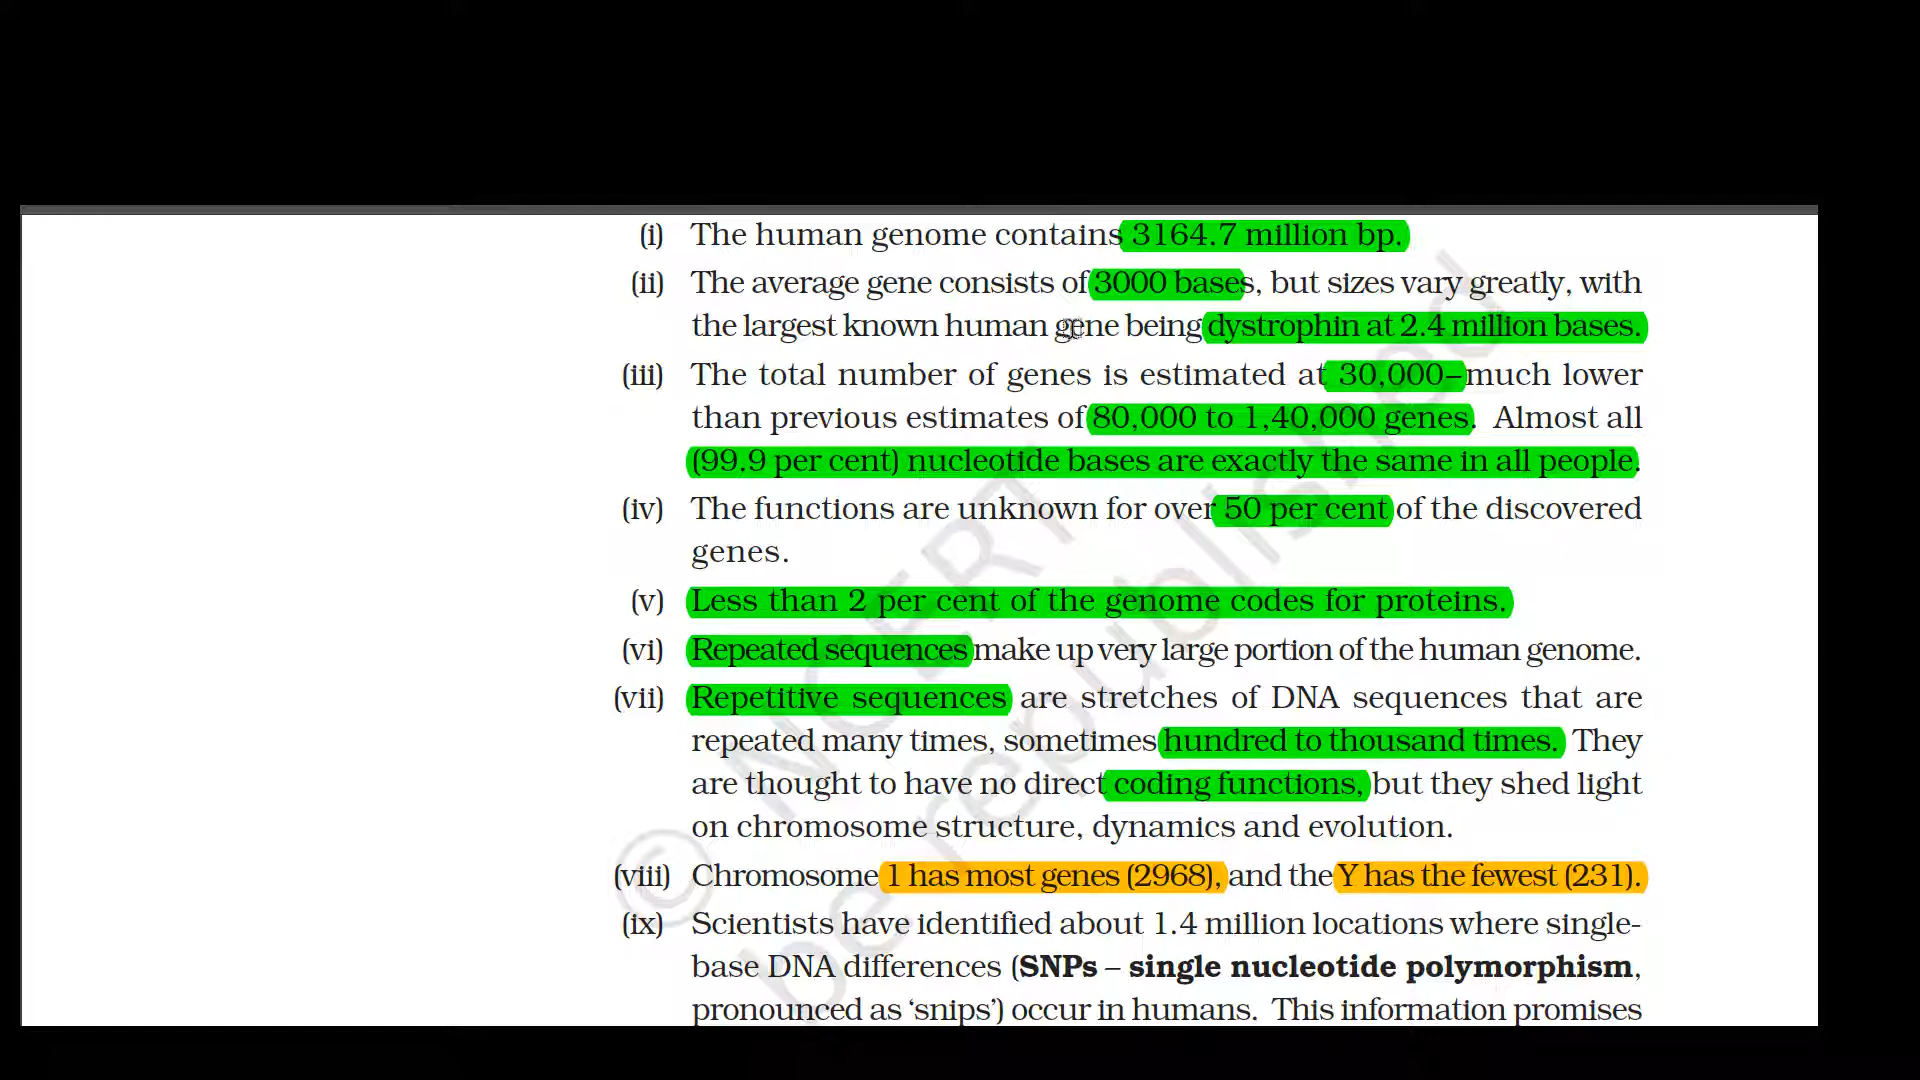 (i) The human genome contains 3164.7 million bp.
(ii) The average gene consists of 3000 bases, but sizes vary greatly, with
the largest known human gene being dystrophin at 2.4 million bases.
(iii) The total number of genes is estimated at 30,000–much lower
than previous estimates of 80,000 to 1,40,000 genes. Almost all
(99.9 per cent) nucleotide bases are exactly the same in all people.
(iv) The functions are unknown for over 50 per cent of the discovered
genes.
(v) Less than 2 per cent of the genome codes for proteins.
(vi) Repeated sequences make up very large portion of the human genome.
(vii) Repetitive sequences are stretches of DNA sequences that are
repeated many times, sometimes hundred to thousand times. They
are thought to have no direct coding functions, but they shed light
on chromosome structure, dynamics and evolution.
(viii) Chromosome 1 has most genes (2968), and the Y has the fewest (231).
(ix) Scientists have identified about 1.4 million locations where single-
base DNA differences (SNPs – single nucleotide polymorphism,
pronounced as ‘snips’) occur in humans. This information promises
© NCERT
be republished